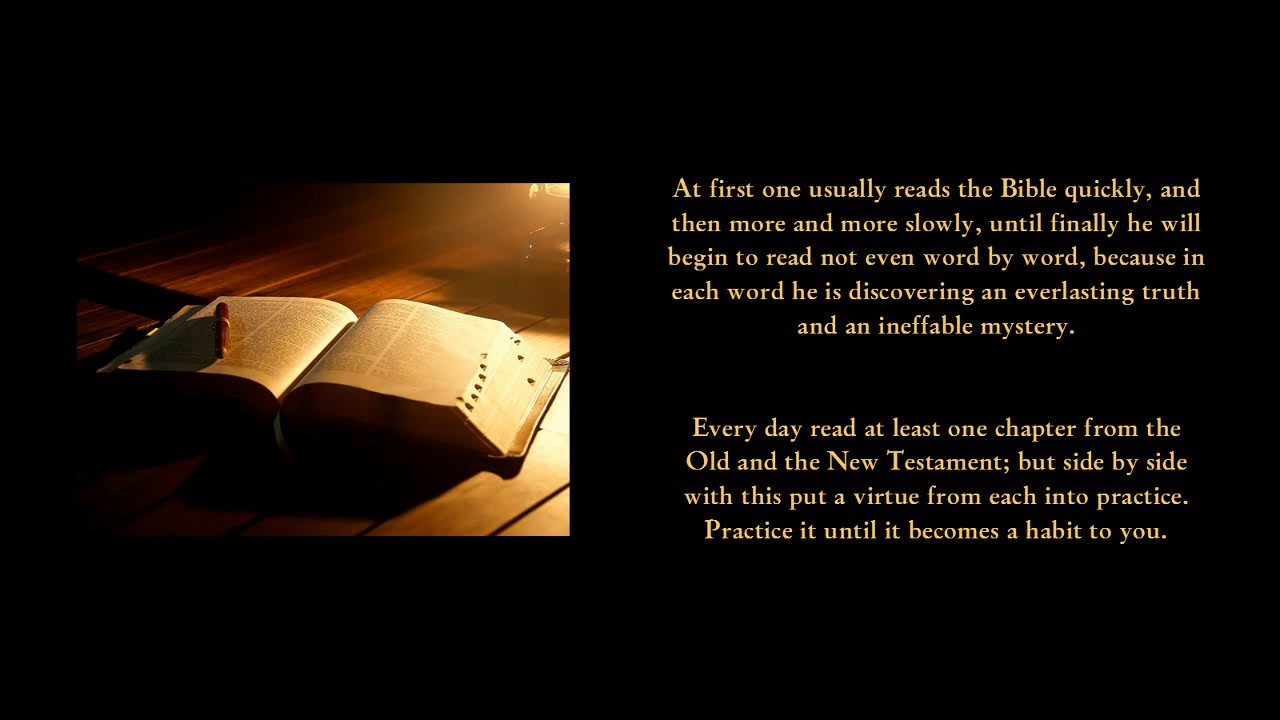 At first one usually reads the Bible quickly, and
then more and more slowly, until finally he will
begin to read not even word by word, because in
each word he is discovering an everlasting truth
and an ineffable mystery.
Every day read at least one chapter from the
Old and the New Testament; but side by side
with this put a virtue from each into practice.
Practice it until it becomes a habit to you.